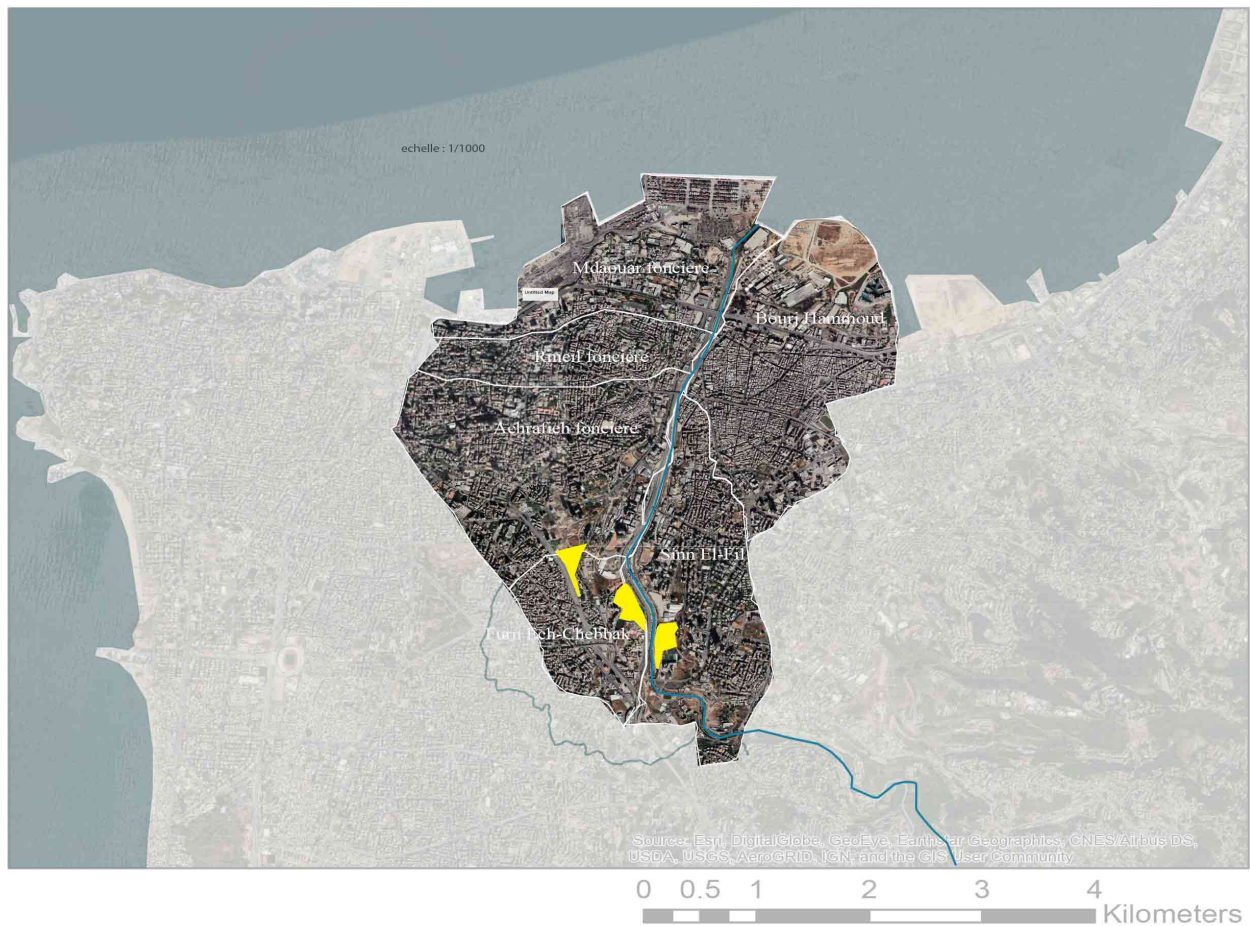 echelle : 1/1000
Mdaouar fonciere
Untitled Map
Bourj Hammoud
Rmeil fonciere
Achrafieh fonciere
Sinn El-Fil
Furn Ech-Chebbak
Source: Esri, DigitalGlobe, GeoEye, Earthstar Geographics, CNES/Airbus DS,
USDA, USGS, AeroGRID, IGN, and the GIS User Community
0 0.5 1 2 3 4
Kilometers